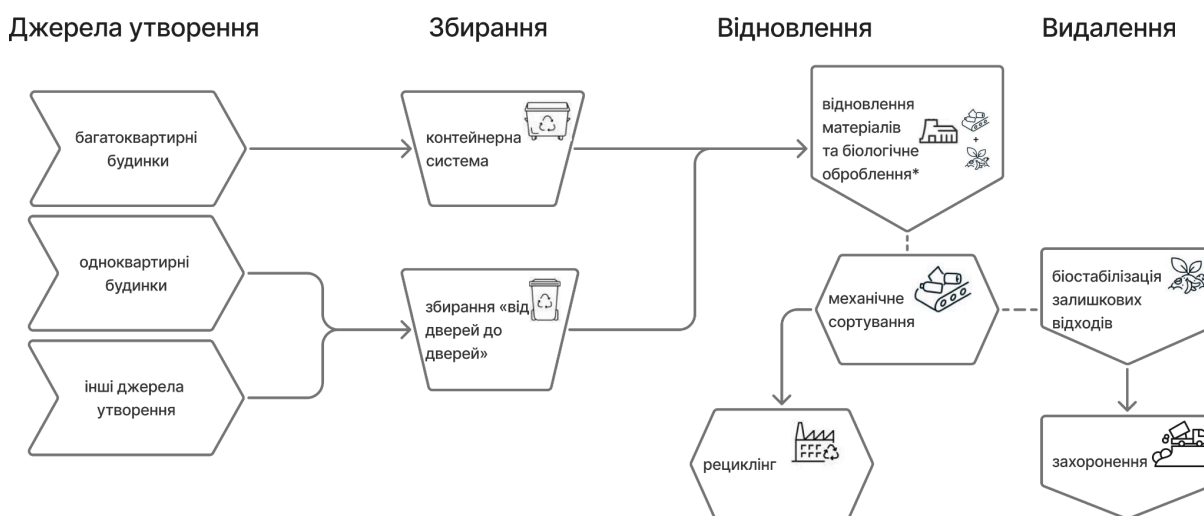 Джерела утворення
Збирання
Відновлення
Видалення
багатоквартирні
будинки
контейнерна
система
відновлення
матеріалів
та біологічне
оброблення*
+
одноквартирні
будинки
збирання «від
дверей до
дверей»
механічне
сортування
біостабілізація
залишкових
відходів
інші джерела
утворення
рециклінг
захоронення